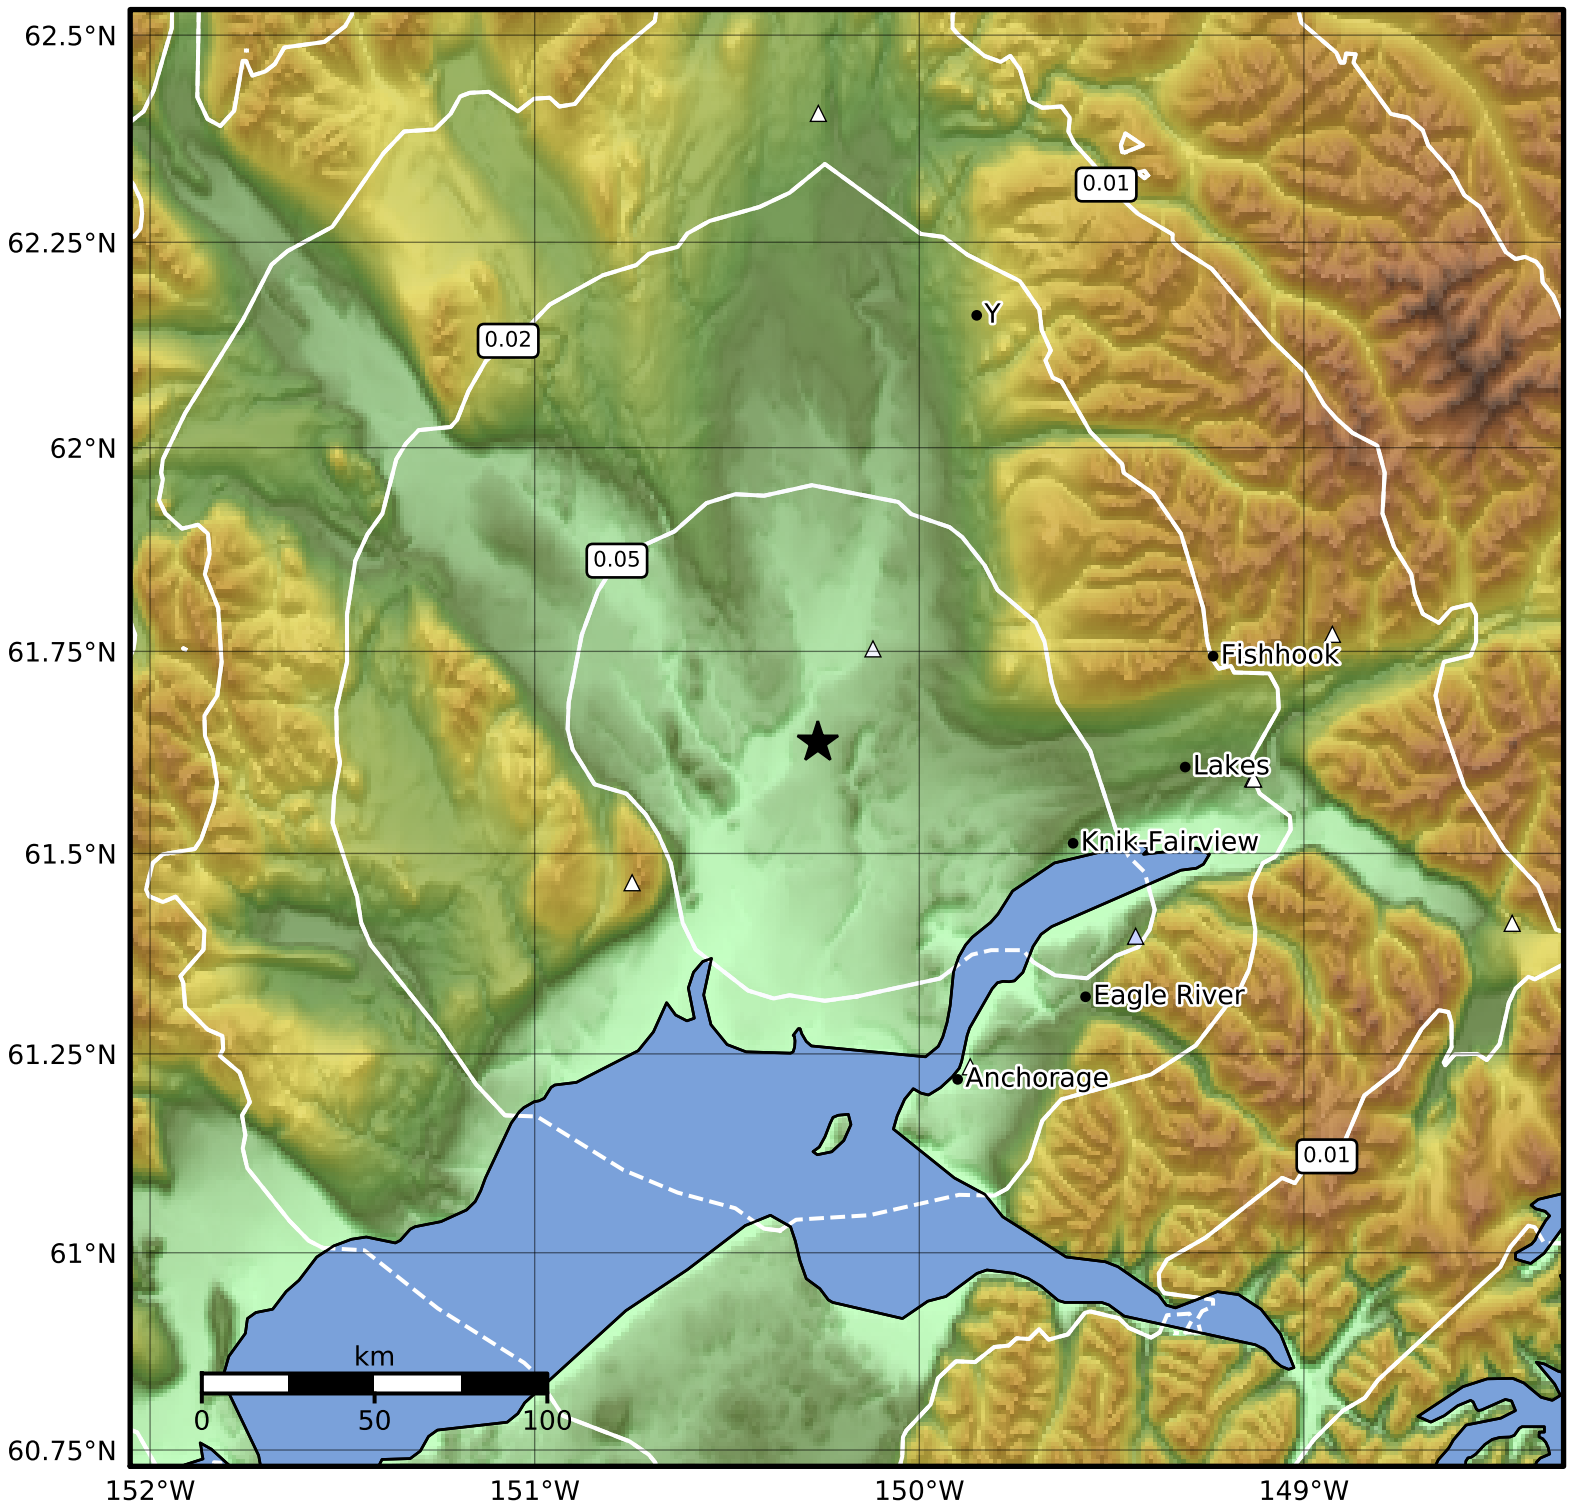 62.5°N
0.01
62.25°N
Y
0.02
62°N
0.05
61.75°N
Fishhook
Lakes
61.5°N
Knik-Fairview
Eagle River
61.25°N
Anchorage
0.01
61°N
km
0 50 100
60.75°N
152°W 151°W 150°W 149°W